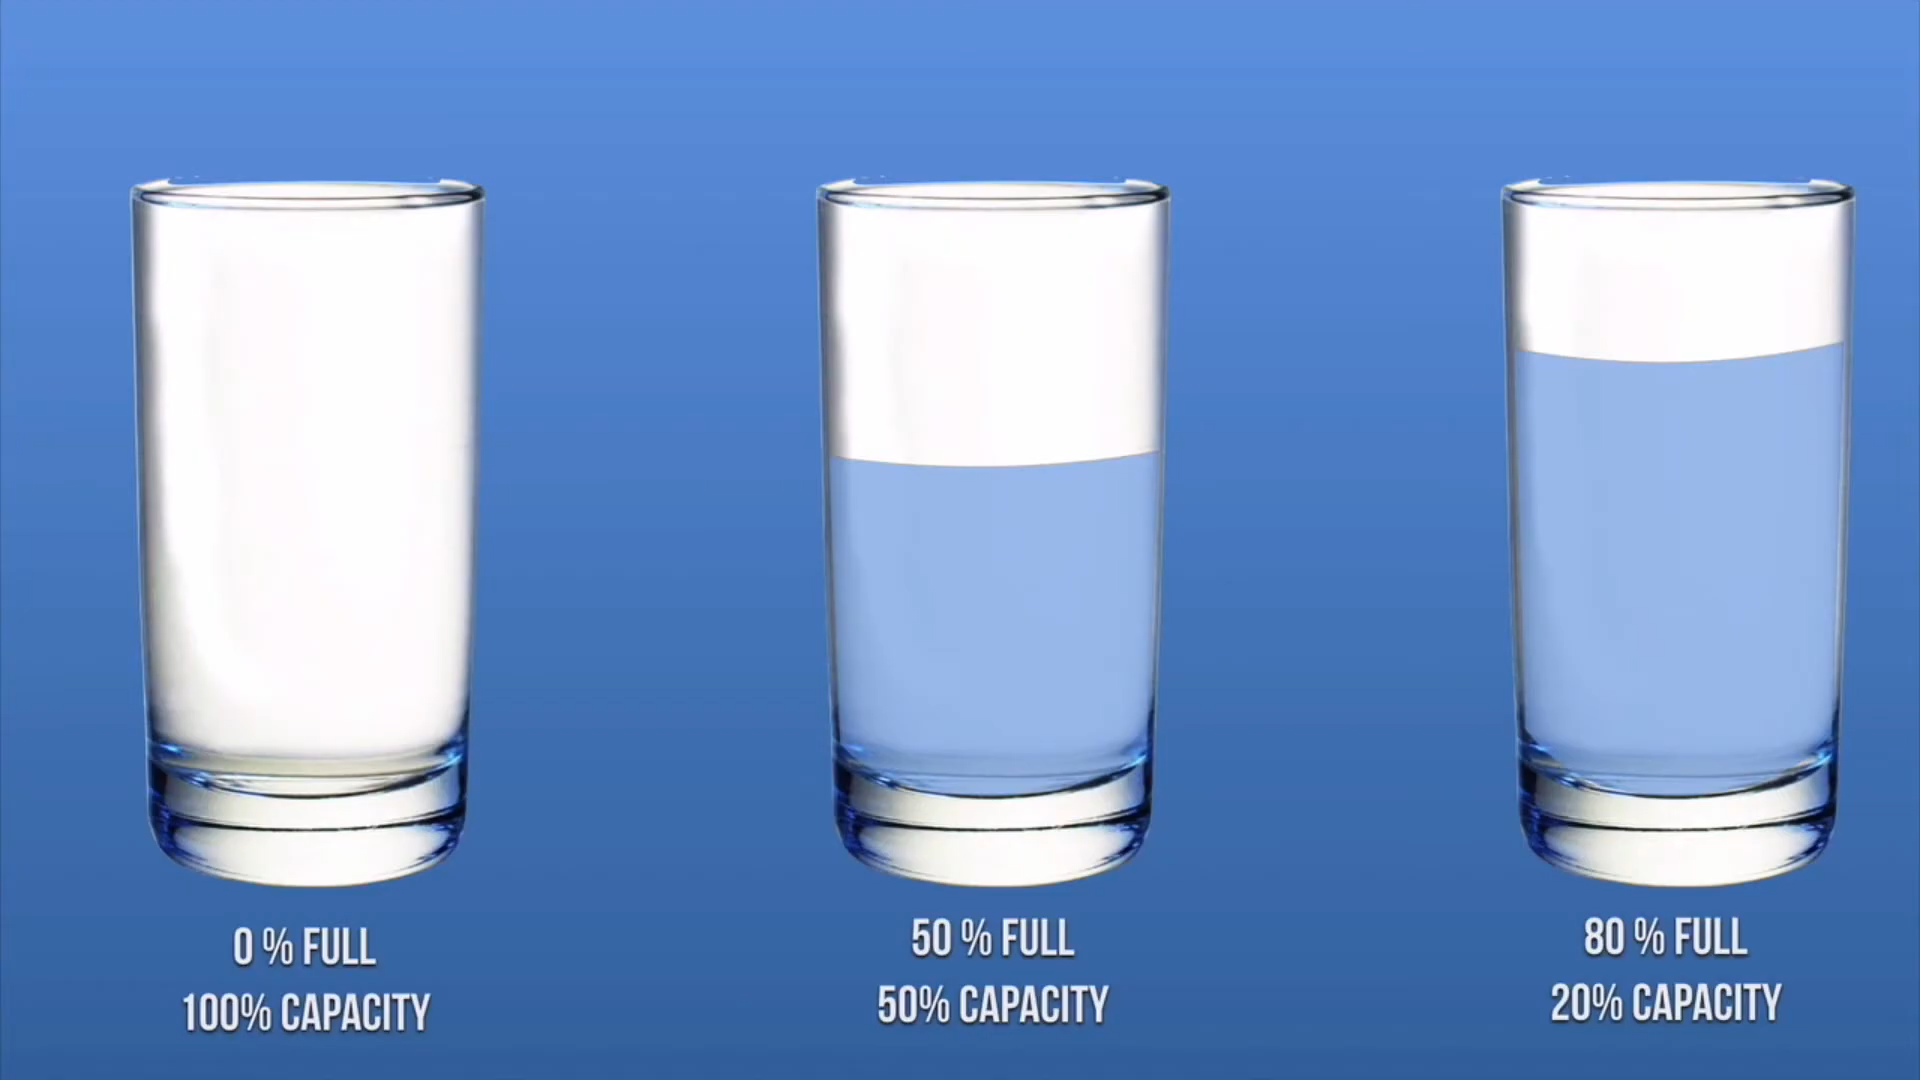 0 % FULL
100% CAPACITY
50 % FULL
50% CAPACITY
80 % FULL
20% CAPACITY